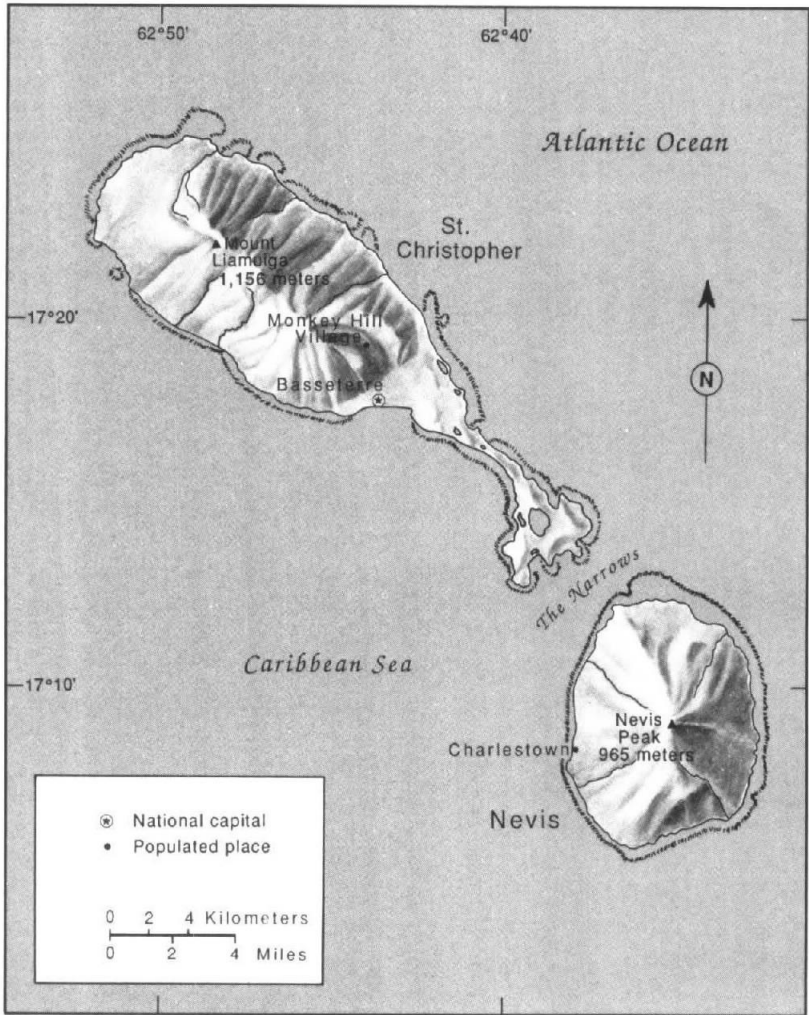 62°50'
62°40'
Atlantic Ocean
St.
Christopher
Mount
Liamuiga
1,156 meters
17°20'
Monkey Hill
Village
N
Basseterre
The Narrows
Caribbean Sea
17°10'
Nevis
Peak
965 meters
Charlestown
Nevis
National capital
Populated place
0 2 4 Kilometers
0 2 4 Miles